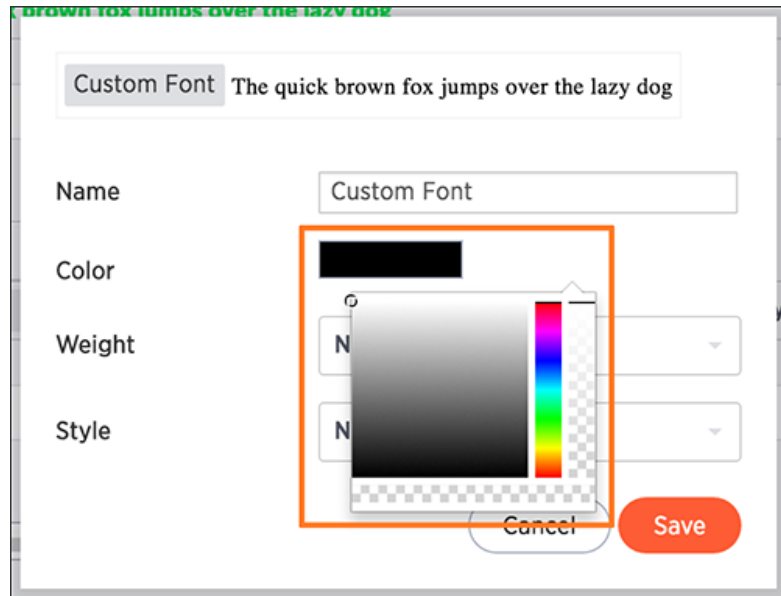 brown fox jumps over the lazy dog
Custom Font The quick brown fox jumps over the lazy dog
Name Custom Font
Color
Weight N
Style N
Cancel Save